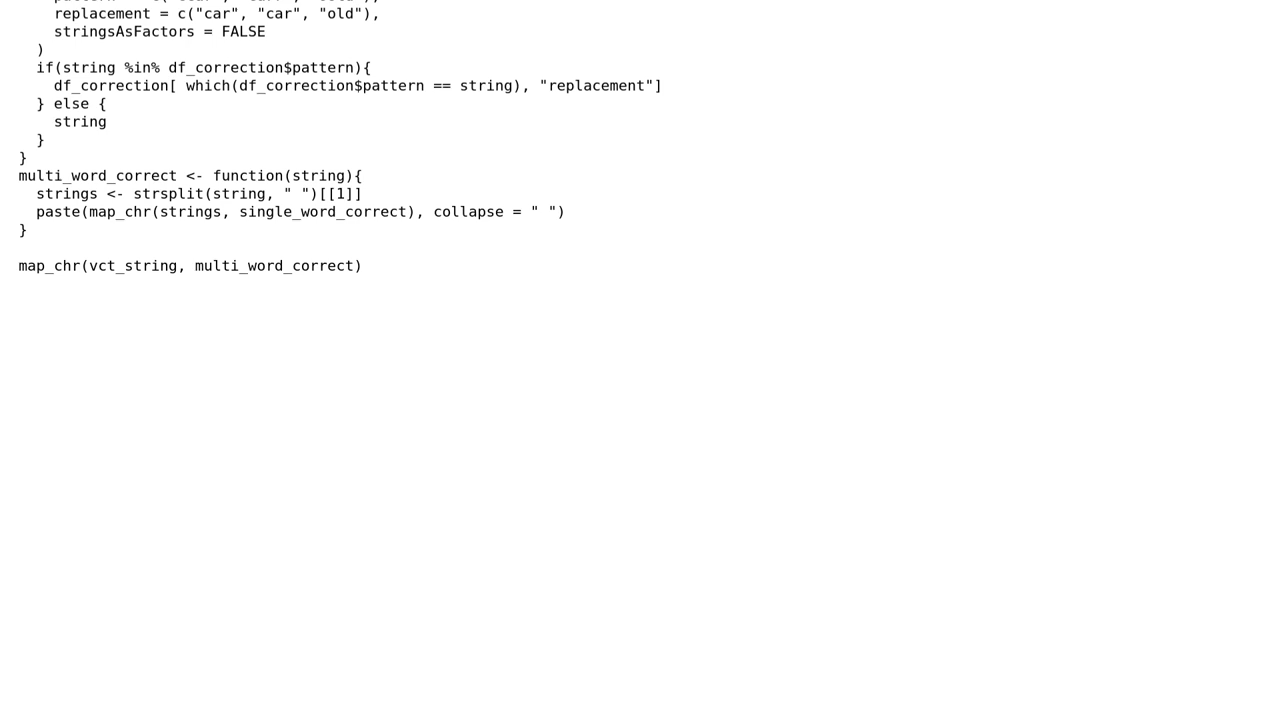 replacement = c("car", "car", "old"),
    stringsAsFactors = FALSE
  )
  if(string %in% df_correction$pattern){
    df_correction[ which(df_correction$pattern == string), "replacement"]
  } else {
    string
  }
}
multi_word_correct <- function(string){
  strings <- strsplit(string, " ")[[1]]
  paste(map_chr(strings, single_word_correct), collapse = " ")
}

map_chr(vct_string, multi_word_correct)